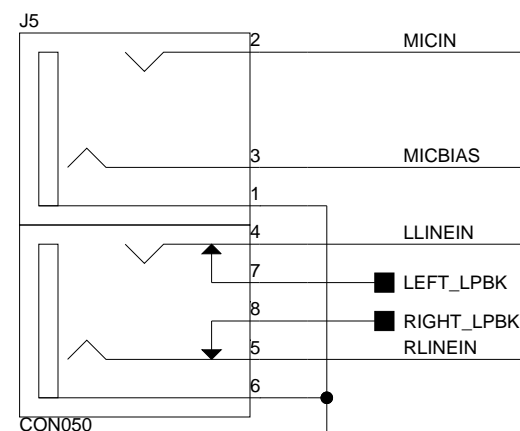 J5
2 MICIN
3 MICBIAS
1
4 LLINEIN
7 LEFT_LPBK
8 RIGHT_LPBK
5 RLINEIN
6
CON050